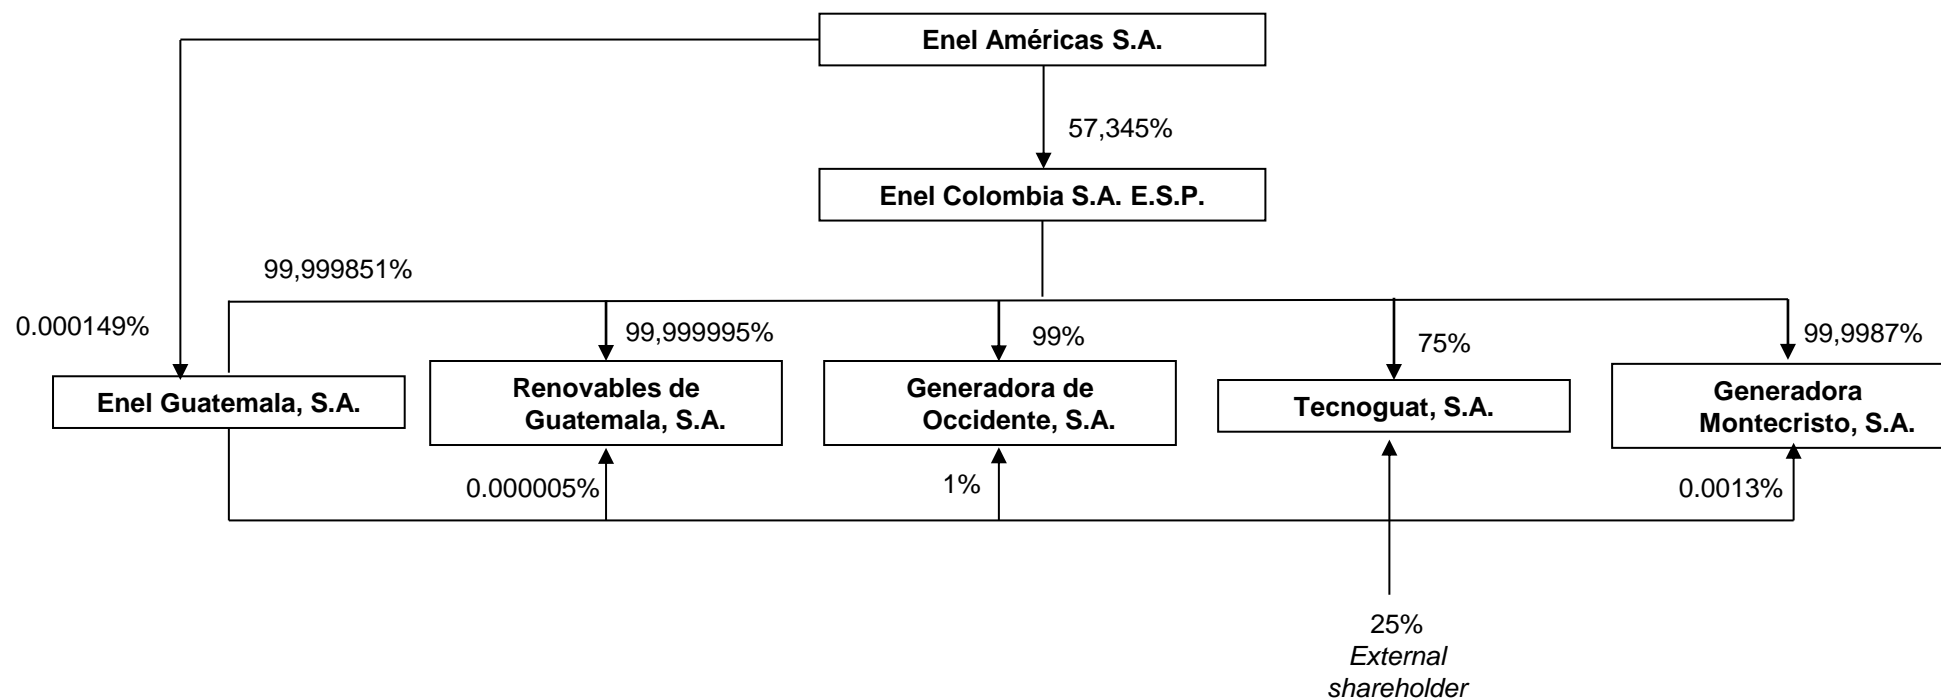 Enel Américas S.A.
57,345%
Enel Colombia S.A. E.S.P.
99,999851%
0.000149%
99,999995%
99%
75%
99,9987%
Enel Guatemala, S.A.
Renovables de
Guatemala, S.A.
Generadora de
Occidente, S.A.
Tecnoguat, S.A.
Generadora
Montecristo, S.A.
0.000005%
1%
0.0013%
25%
External
shareholder